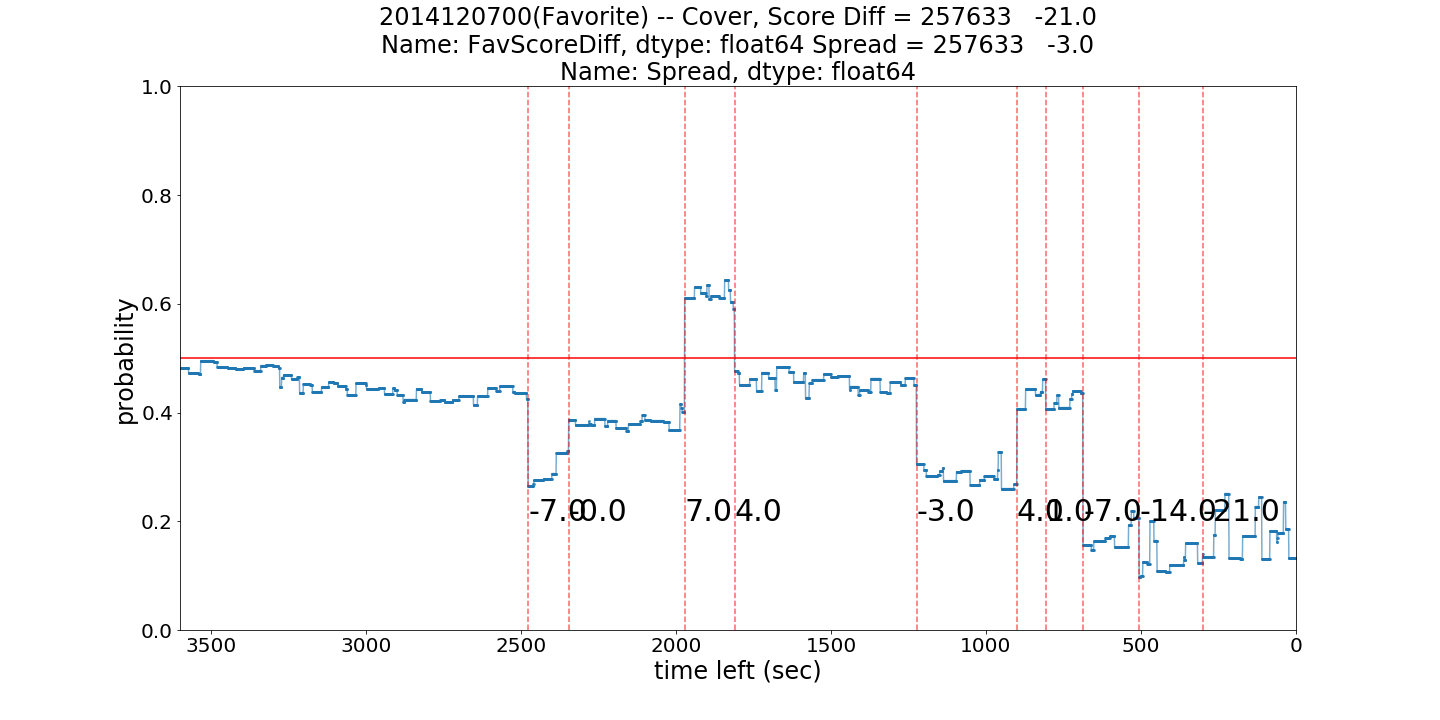 2014120700(Favorite) -- Cover, Score Diff = 257633   -21.0
Name: FavScoreDiff, dtype: float64 Spread = 257633   -3.0
Name: Spread, dtype: float64
probability
1.0
0.8
0.6
0.4
0.2
0.0
-7.0 0.0 7.0 4.0 -3.0 4.0 1.0 -7.0 -14.0 -21.0
3500 3000 2500 2000 1500 1000 500 0
time left (sec)